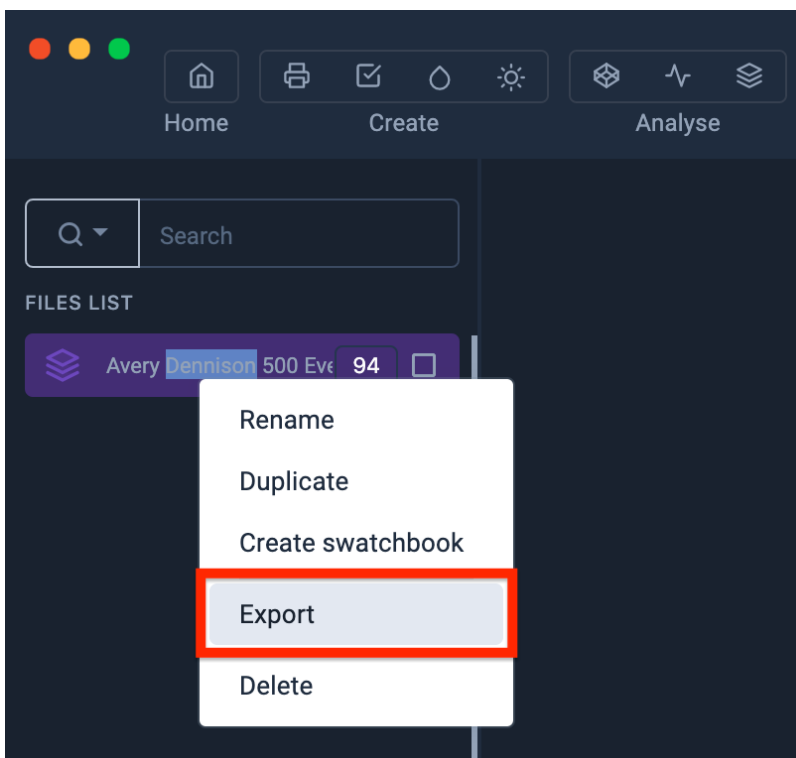 Home
Create
Analyse
Search
FILES LIST
Avery Dennison 500 Eve 94
Rename
Duplicate
Create swatchbook
Export
Delete